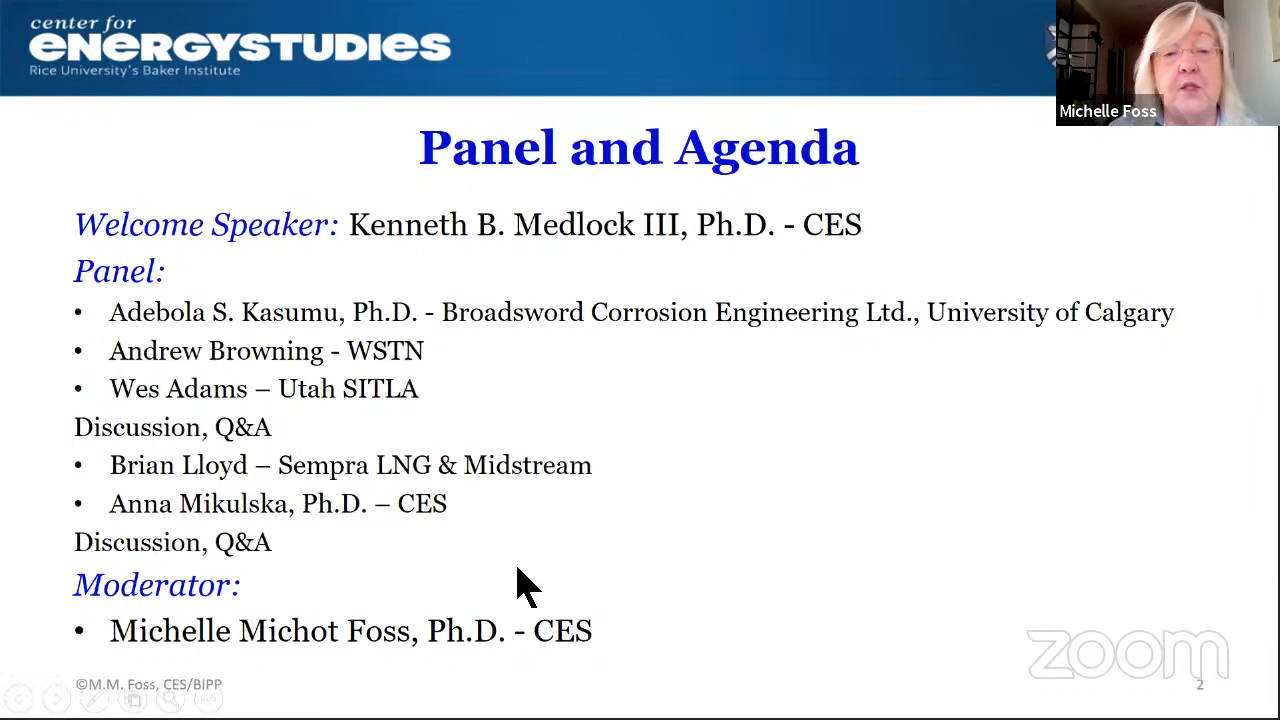 center for
ENERGYSTUDIES
Rice University's Baker Institute
Michelle Foss
Panel and Agenda
Welcome Speaker: Kenneth B. Medlock III, Ph.D. - CES
Panel:
• Adebola S. Kasumu, Ph.D. - Broadsword Corrosion Engineering Ltd., University of Calgary
• Andrew Browning - WSTN
• Wes Adams – Utah SITLA
Discussion, Q&A
• Brian Lloyd – Sempra LNG & Midstream
• Anna Mikulska, Ph.D. – CES
Discussion, Q&A
Moderator:
• Michelle Michot Foss, Ph.D. - CES
zoom
©M.M. Foss, CES/BIPP
2